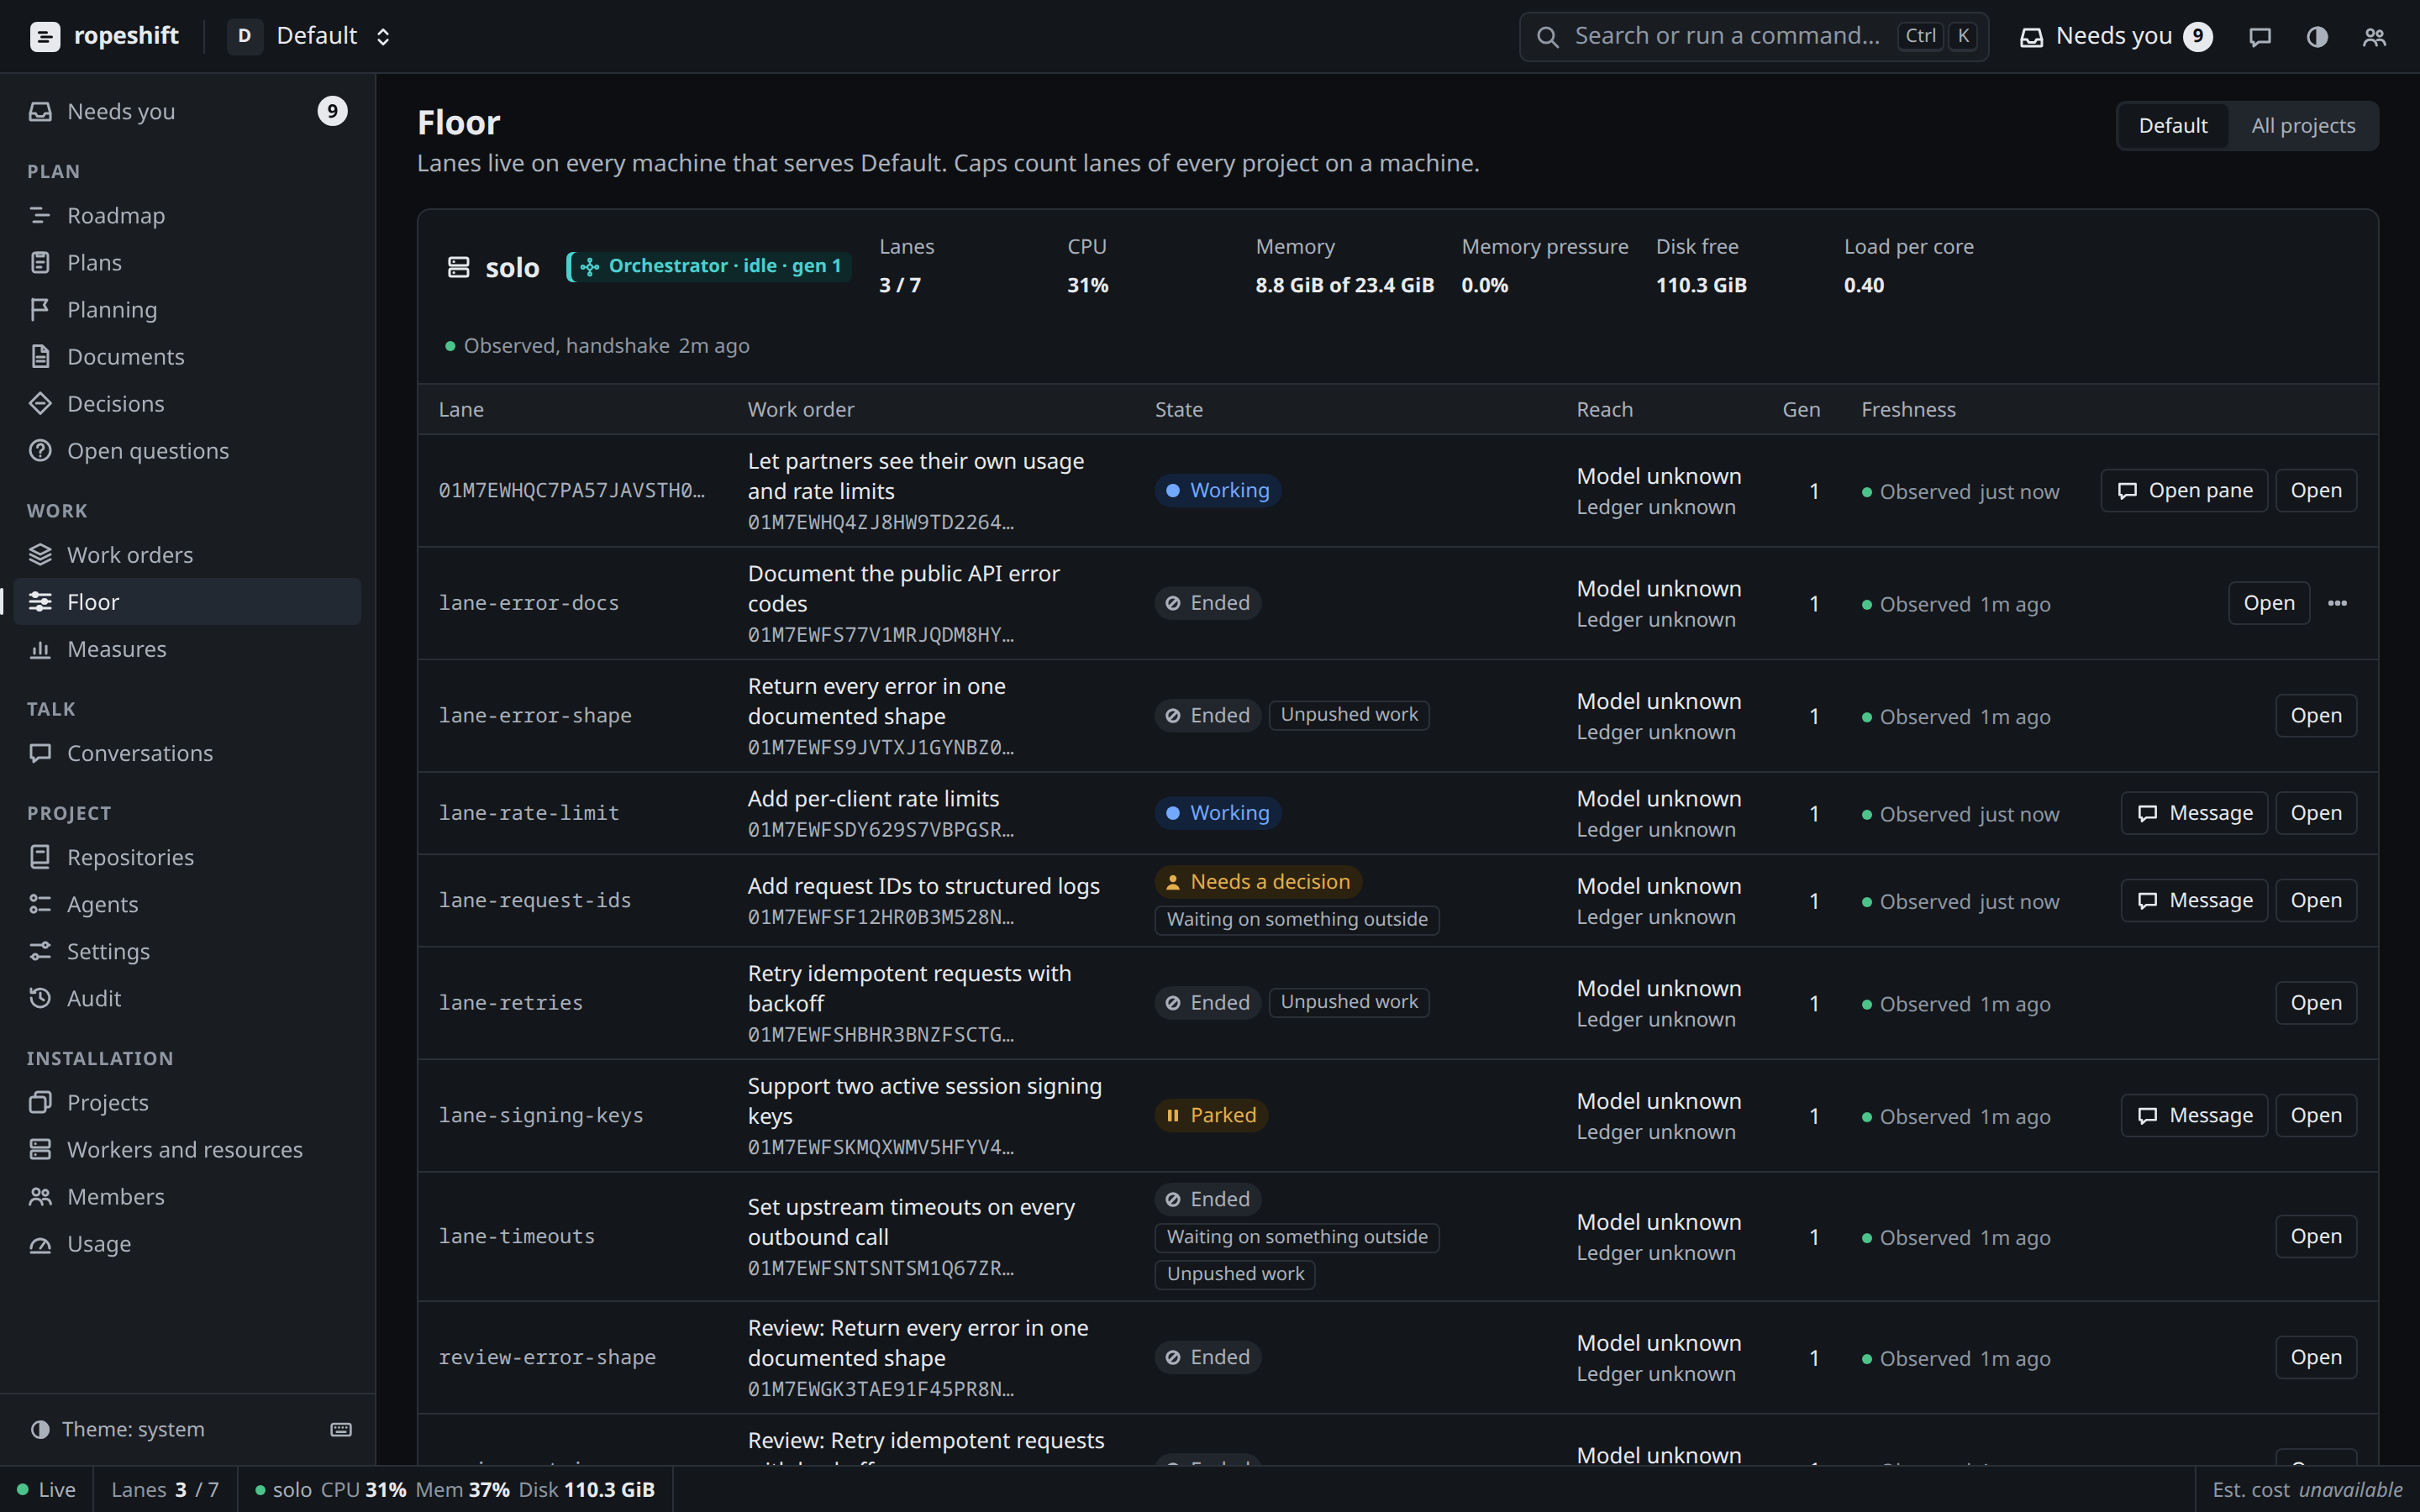 ropeshift
D Default
Search or run a command... Ctrl K
Needs you 9
Needs you 9
PLAN
Roadmap
Plans
Planning
Documents
Decisions
Open questions
WORK
Work orders
Floor
Measures
TALK
Conversations
PROJECT
Repositories
Agents
Settings
Audit
INSTALLATION
Projects
Workers and resources
Members
Usage
Theme: system
Floor
Lanes live on every machine that serves Default. Caps count lanes of every project on a machine.
Default All projects
solo
Orchestrator · idle · gen 1
Lanes CPU Memory Memory pressure Disk free Load per core
3 / 7 31% 8.8 GiB of 23.4 GiB 0.0% 110.3 GiB 0.40
Observed, handshake 2m ago
Lane Work order State Reach Gen Freshness
01M7EWHQC7PA57JAVSTH0…
Let partners see their own usage
and rate limits
01M7EWHQ4ZJ8HW9TD2264…
Working
Model unknown
Ledger unknown
1
Observed just now
Open pane Open
lane-error-docs
Document the public API error
codes
01M7EWFS77V1MRJQDM8HY…
Ended
Model unknown
Ledger unknown
1
Observed 1m ago
Open
lane-error-shape
Return every error in one
documented shape
01M7EWFS9JVTXJ1GYNBZ0…
Ended Unpushed work
Model unknown
Ledger unknown
1
Observed 1m ago
Open
lane-rate-limit
Add per-client rate limits
01M7EWFSDY629S7VBPGSR…
Working
Model unknown
Ledger unknown
1
Observed just now
Message Open
lane-request-ids
Add request IDs to structured logs
01M7EWFSF12HR0B3M528N…
Needs a decision
Waiting on something outside
Model unknown
Ledger unknown
1
Observed just now
Message Open
lane-retries
Retry idempotent requests with
backoff
01M7EWFSHBHR3BNZFSCTG…
Ended Unpushed work
Model unknown
Ledger unknown
1
Observed 1m ago
Open
lane-signing-keys
Support two active session signing
keys
01M7EWFSKMQXWMV5HFYV4…
Parked
Model unknown
Ledger unknown
1
Observed 1m ago
Message Open
lane-timeouts
Set upstream timeouts on every
outbound call
01M7EWFSNTSNTSM1Q67ZR…
Ended
Waiting on something outside
Unpushed work
Model unknown
Ledger unknown
1
Observed 1m ago
Open
review-error-shape
Review: Return every error in one
documented shape
01M7EWGK3TAE91F45PR8N…
Ended
Model unknown
Ledger unknown
1
Observed 1m ago
Open
Review: Retry idempotent requests
Model unknown
Live
Lanes 3 / 7
solo CPU 31% Mem 37% Disk 110.3 GiB
Est. cost unavailable